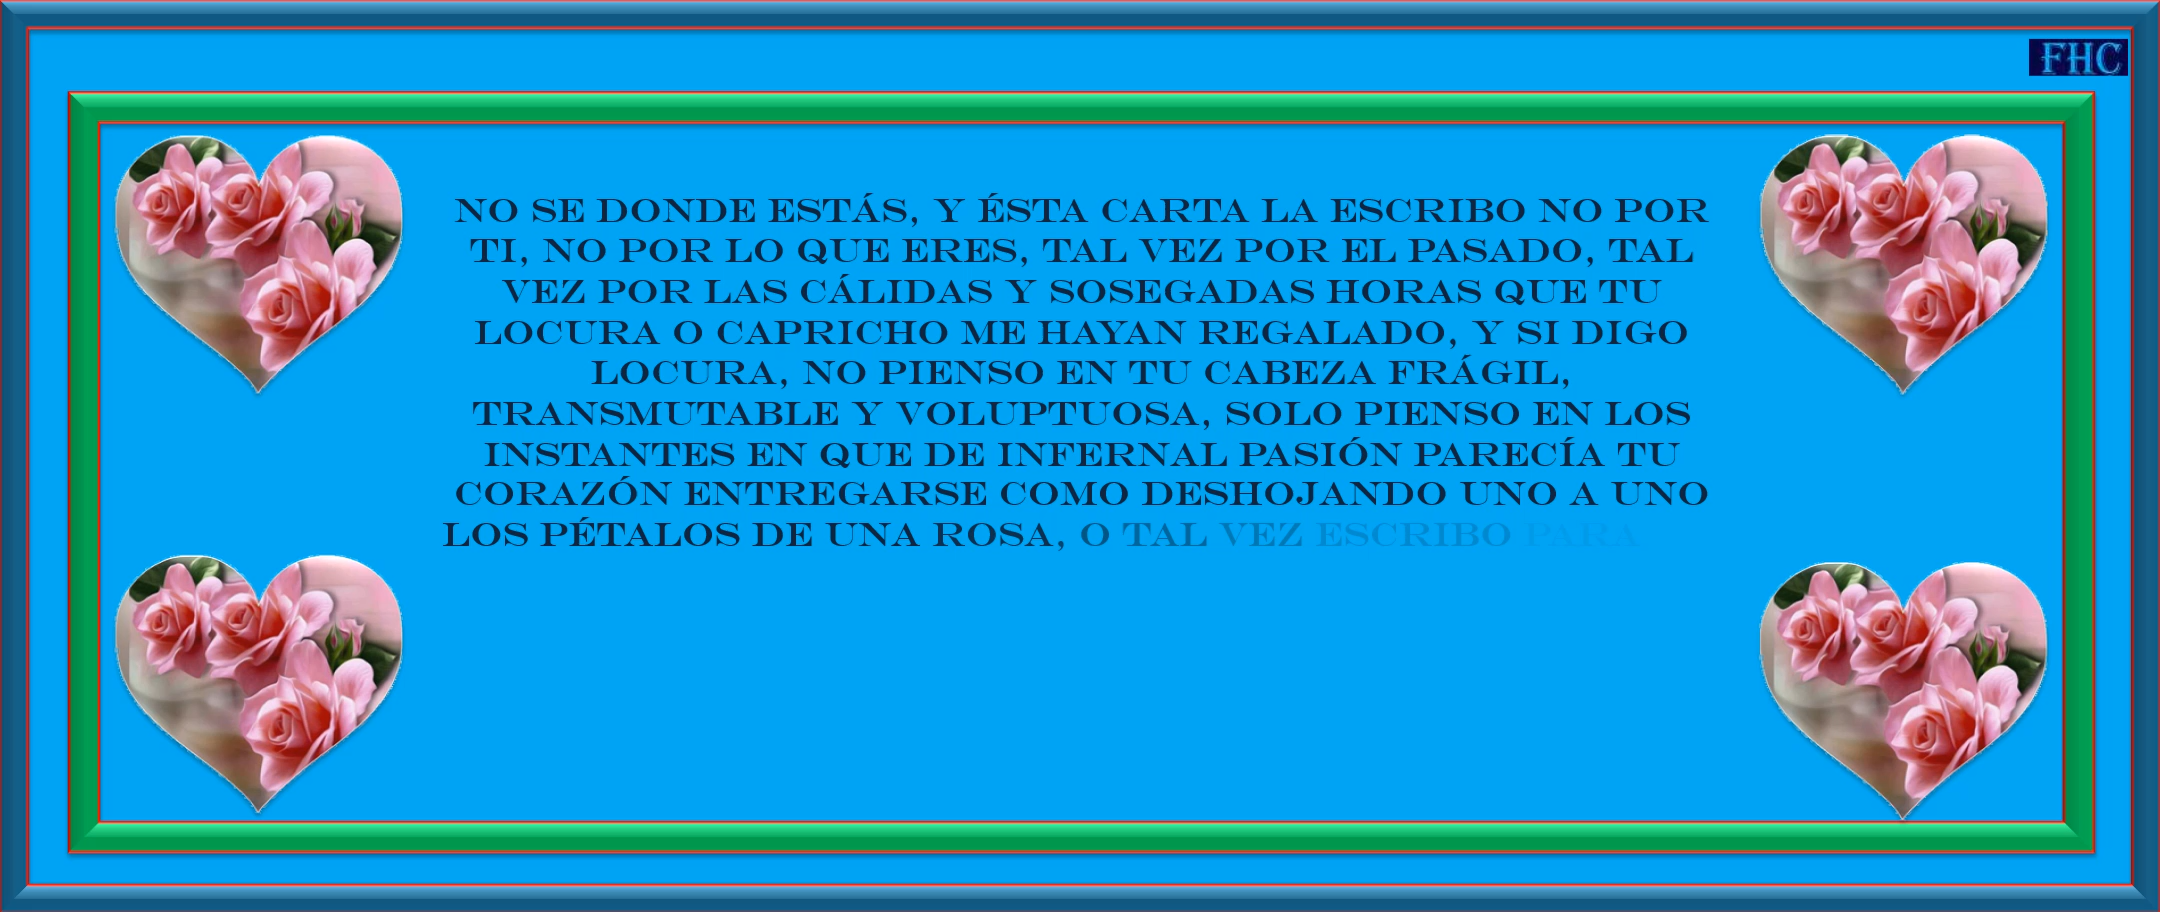 FHC
NO SE DONDE ESTÁS, Y ÉSTA CARTA LA ESCRIBO NO POR
TI, NO POR LO QUE ERES, TAL VEZ POR EL PASADO, TAL
VEZ POR LAS CÁLIDAS Y SOSEGADAS HORAS QUE TU
LOCURA O CAPRICHO ME HAYAN REGALADO, Y SI DIGO
LOCURA, NO PIENSO EN TU CABEZA FRÁGIL,
TRANSMUTABLE Y VOLUPTUOSA, SOLO PIENSO EN LOS
INSTANTES EN QUE DE INFERNAL PASIÓN PARECÍA TU
CORAZÓN ENTREGARSE COMO DESHOJANDO UNO A UNO
LOS PÉTALOS DE UNA ROSA, O TAL VEZ ESCRIBO PARA